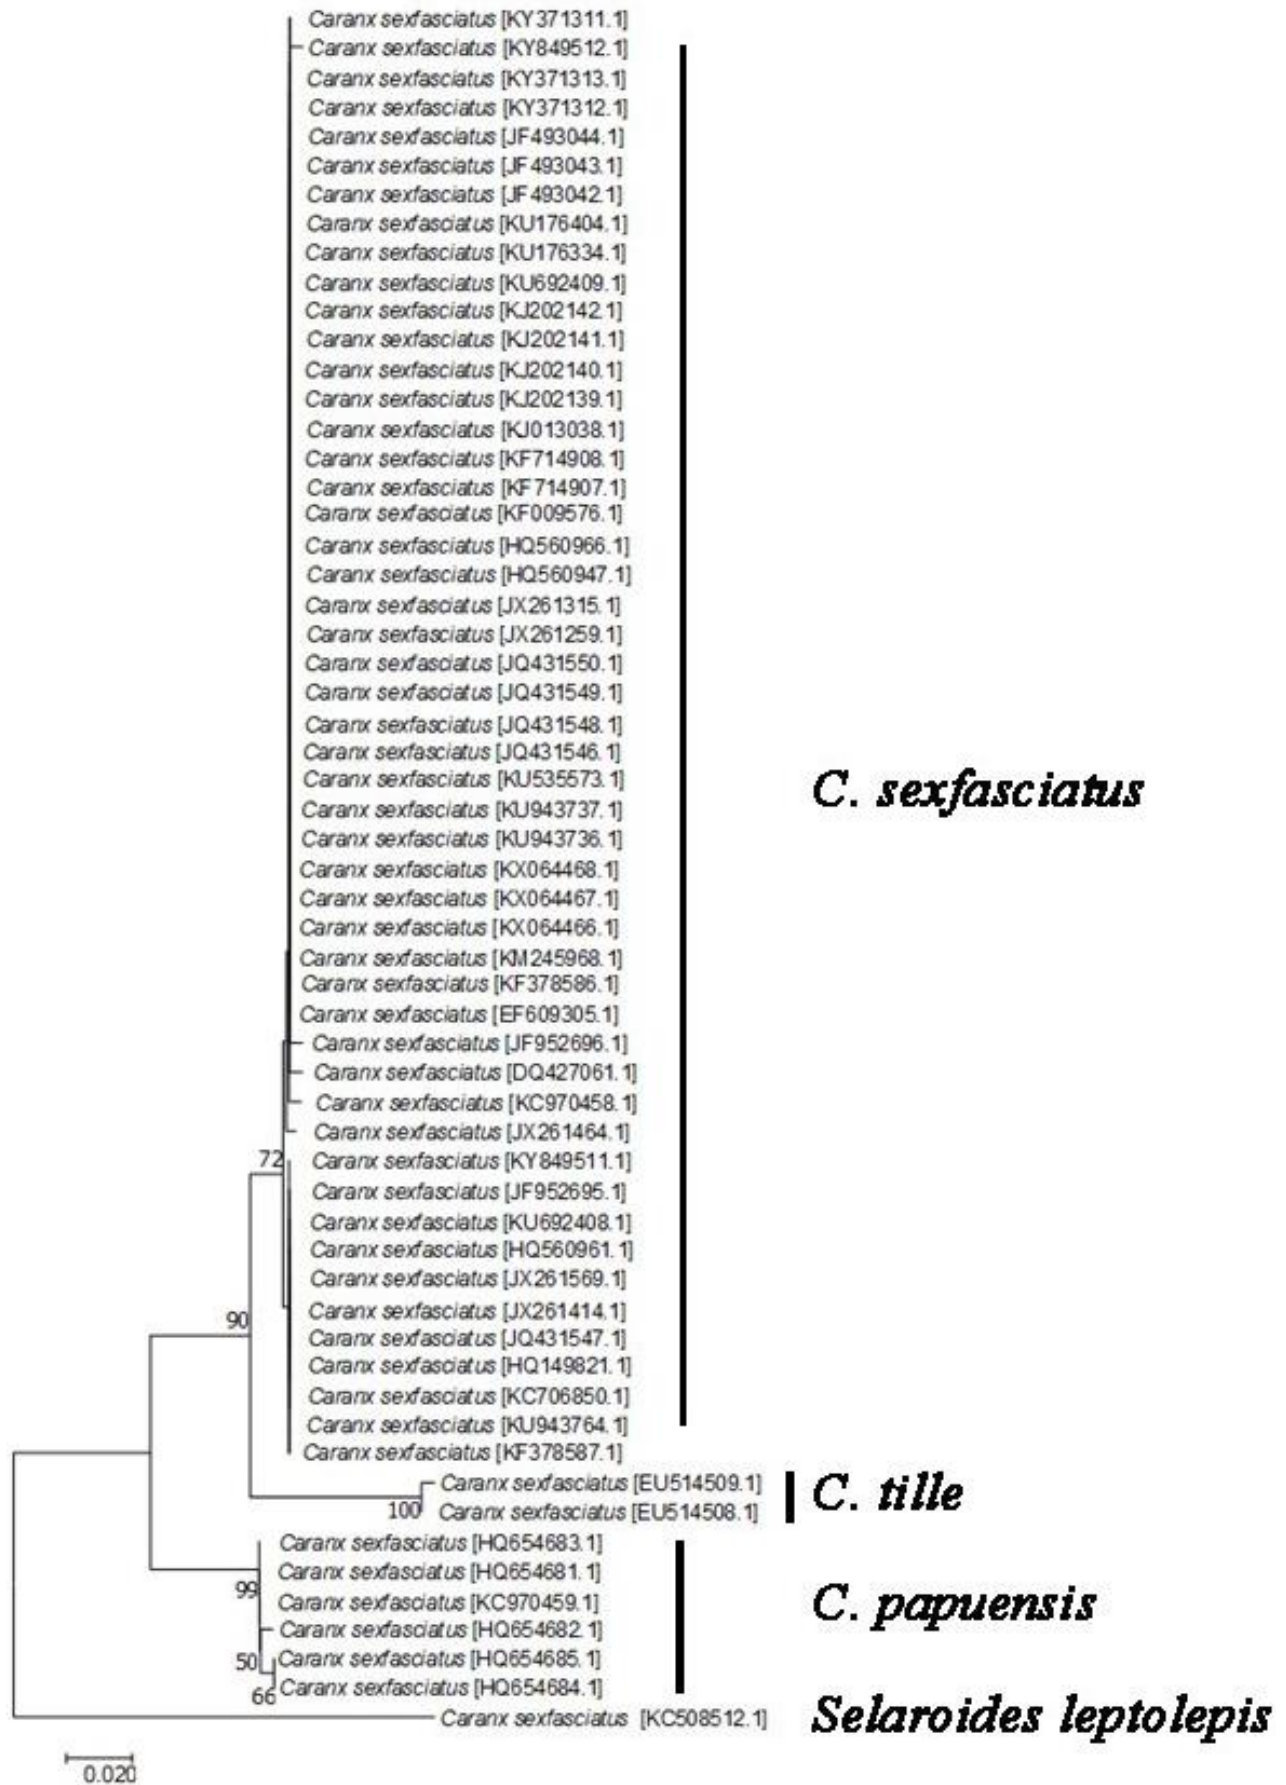 Caranx sexfasciatus [KY371311.1]
Caranx sexfasciatus [KY849512.1]
Caranx sexfasciatus [KY371313.1]
Caranx sexfasciatus [KY371312.1]
Caranx sexfasciatus [JF493044.1]
Caranx sexfasciatus [JF493043.1]
Caranx sexfasciatus [JF493042.1]
Caranx sexfasciatus [KU176404.1]
Caranx sexfasciatus [KU176334.1]
Caranx sexfasciatus [KU692409.1]
Caranx sexfasciatus [KJ202142.1]
Caranx sexfasciatus [KJ202141.1]
Caranx sexfasciatus [KJ202140.1]
Caranx sexfasciatus [KJ202139.1]
Caranx sexfasciatus [KJ013038.1]
Caranx sexfasciatus [KF714908.1]
Caranx sexfasciatus [KF714907.1]
Caranx sexfasciatus [KF009576.1]
Caranx sexfasciatus [HQ560966.1]
Caranx sexfasciatus [HQ560947.1]
Caranx sexfasciatus [JX261315.1]
Caranx sexfasciatus [JX261259.1]
Caranx sexfasciatus [JQ431550.1]
Caranx sexfasciatus [JQ431549.1]
Caranx sexfasciatus [JQ431548.1]
Caranx sexfasciatus [JQ431546.1]
Caranx sexfasciatus [KU535573.1]
C. sexfasciatus
Caranx sexfasciatus [KU943737.1]
Caranx sexfasciatus [KU943736.1]
Caranx sexfasciatus [KX064468.1]
Caranx sexfasciatus [KX064467.1]
Caranx sexfasciatus [KX064466.1]
Caranx sexfasciatus [KM245968.1]
Caranx sexfasciatus [KF378586.1]
Caranx sexfasciatus [EF609305.1]
Caranx sexfasciatus [JF952696.1]
Caranx sexfasciatus [DQ427061.1]
Caranx sexfasciatus [KC970458.1]
Caranx sexfasciatus [JX261464.1]
72
Caranx sexfasciatus [KY849511.1]
Caranx sexfasciatus [JF952695.1]
Caranx sexfasciatus [KU692408.1]
Caranx sexfasciatus [HQ560961.1]
Caranx sexfasciatus [JX261569.1]
Caranx sexfasciatus [JX261414.1]
90
Caranx sexfasciatus [JQ431547.1]
Caranx sexfasciatus [HQ149821.1]
Caranx sexfasciatus [KC706850.1]
Caranx sexfasciatus [KU943764.1]
Caranx sexfasciatus [KF378587.1]
Caranx sexfasciatus [EU514509.1]
C. tille
100
Caranx sexfasciatus [EU514508.1]
Caranx sexfasciatus [HQ654683.1]
Caranx sexfasciatus [HQ654681.1]
99
Caranx sexfasciatus [KC970459.1]
C. papuensis
Caranx sexfasciatus [HQ654682.1]
50
Caranx sexfasciatus [HQ654685.1]
66
Caranx sexfasciatus [HQ654684.1]
Caranx sexfasciatus [KC508512.1]
Selaroides leptolepis
0.020